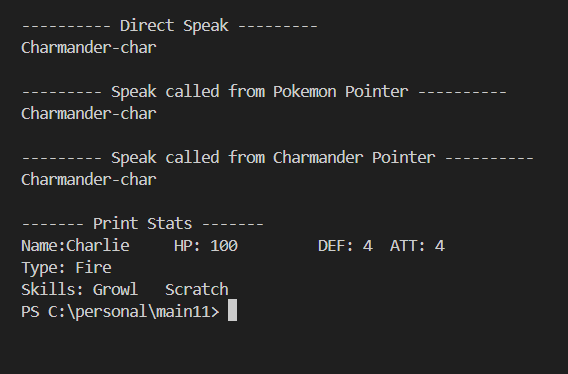 ---------- Direct Speak ---------
Charmander-char
--------- Speak called from Pokemon Pointer ----------
Charmander-char
--------- Speak called from Charmander Pointer ----------
Charmander-char
------- Print Stats -------
Name:Charlie     HP: 100         DEF: 4  ATT: 4
Type: Fire
Skills: Growl   Scratch
PS C:\personal\main11>